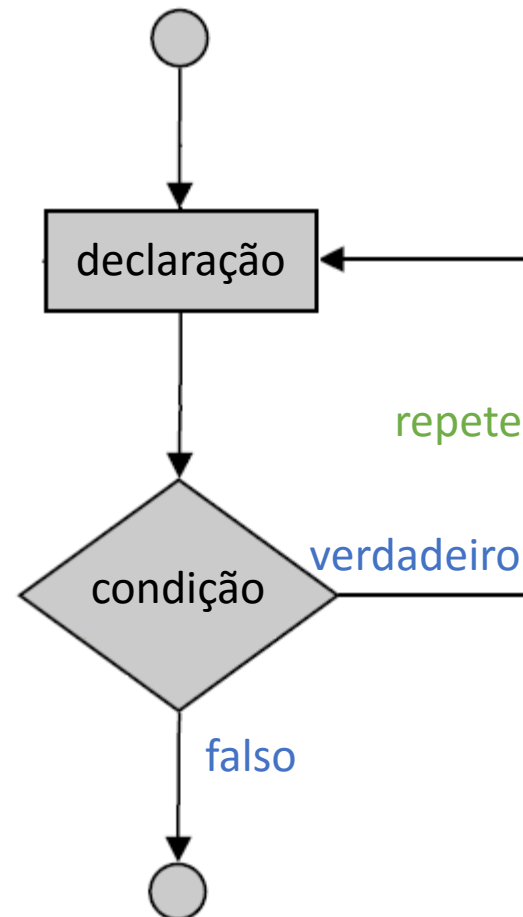 declaração
repete
verdadeiro
condição
falso